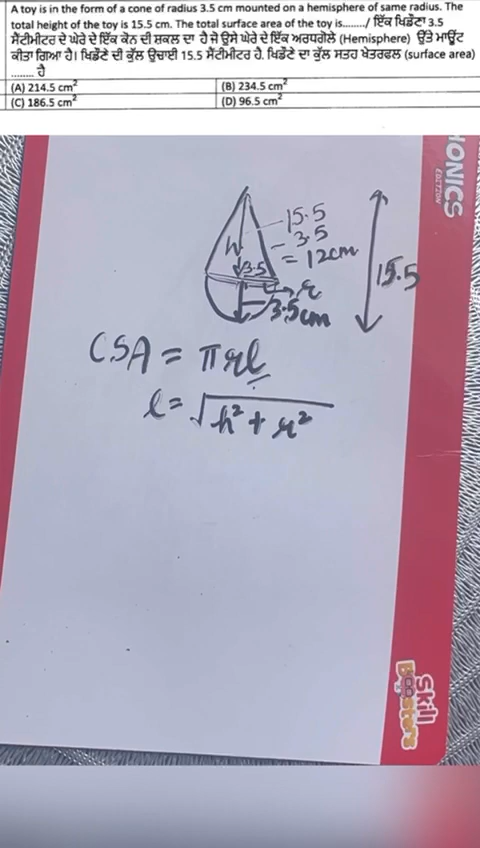 A toy is in the form of a cone of radius 3.5 cm mounted on a hemisphere of same radius. The
total height of the toy is 15.5 cm. The total surface area of the toy is......../ ਇੱਕ ਖਿਡੌਣਾ 3.5
ਸੈਂਟੀਮੀਟਰ ਦੇ ਘੇਰੇ ਦੇ ਇੱਕ ਕੋਨ ਦੀ ਸ਼ਕਲ ਦਾ ਹੈ ਜੋ ਉਸੇ ਘੇਰੇ ਦੇ ਇੱਕ ਅਰਧਗੋਲੇ (Hemisphere) ਉੱਤੇ ਮਾਊਂਟ
ਕੀਤਾ ਗਿਆ ਹੈ। ਖਿਡੌਣੇ ਦੀ ਕੁੱਲ ਉਚਾਈ 15.5 ਸੈਂਟੀਮੀਟਰ ਹੈ. ਖਿਡੌਣੇ ਦਾ ਕੁੱਲ ਸਤਹ ਖੇਤਰਫਲ (surface area)
........ ਹੈ
(A) 214.5 cm²
(B) 234.5 cm²
(C) 186.5 cm²
(D) 96.5 cm²
HONICS
EDITION
15.5
- 3.5
= 12cm
h
3.5
r
3.5cm
15.5
CSA = πrl
l = √h² + r²
Skill
Boosters